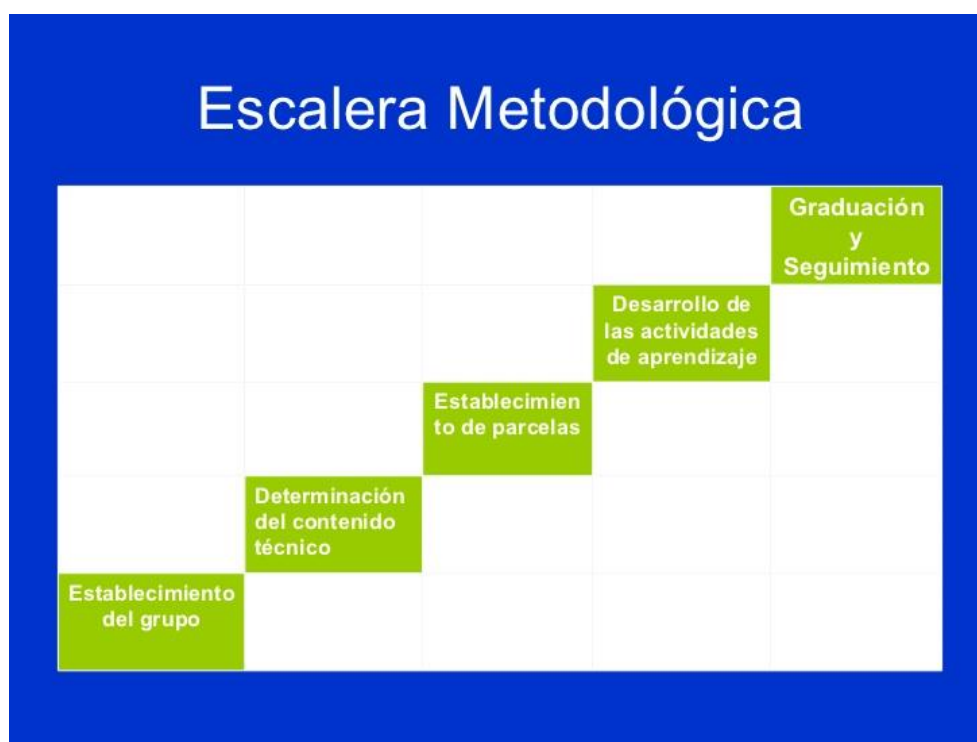 Escalera Metodológica
Graduación
y
Seguimiento
Desarrollo de
las actividades
de aprendizaje
Establecimien
to de parcelas
Determinación
del contenido
técnico
Establecimiento
del grupo